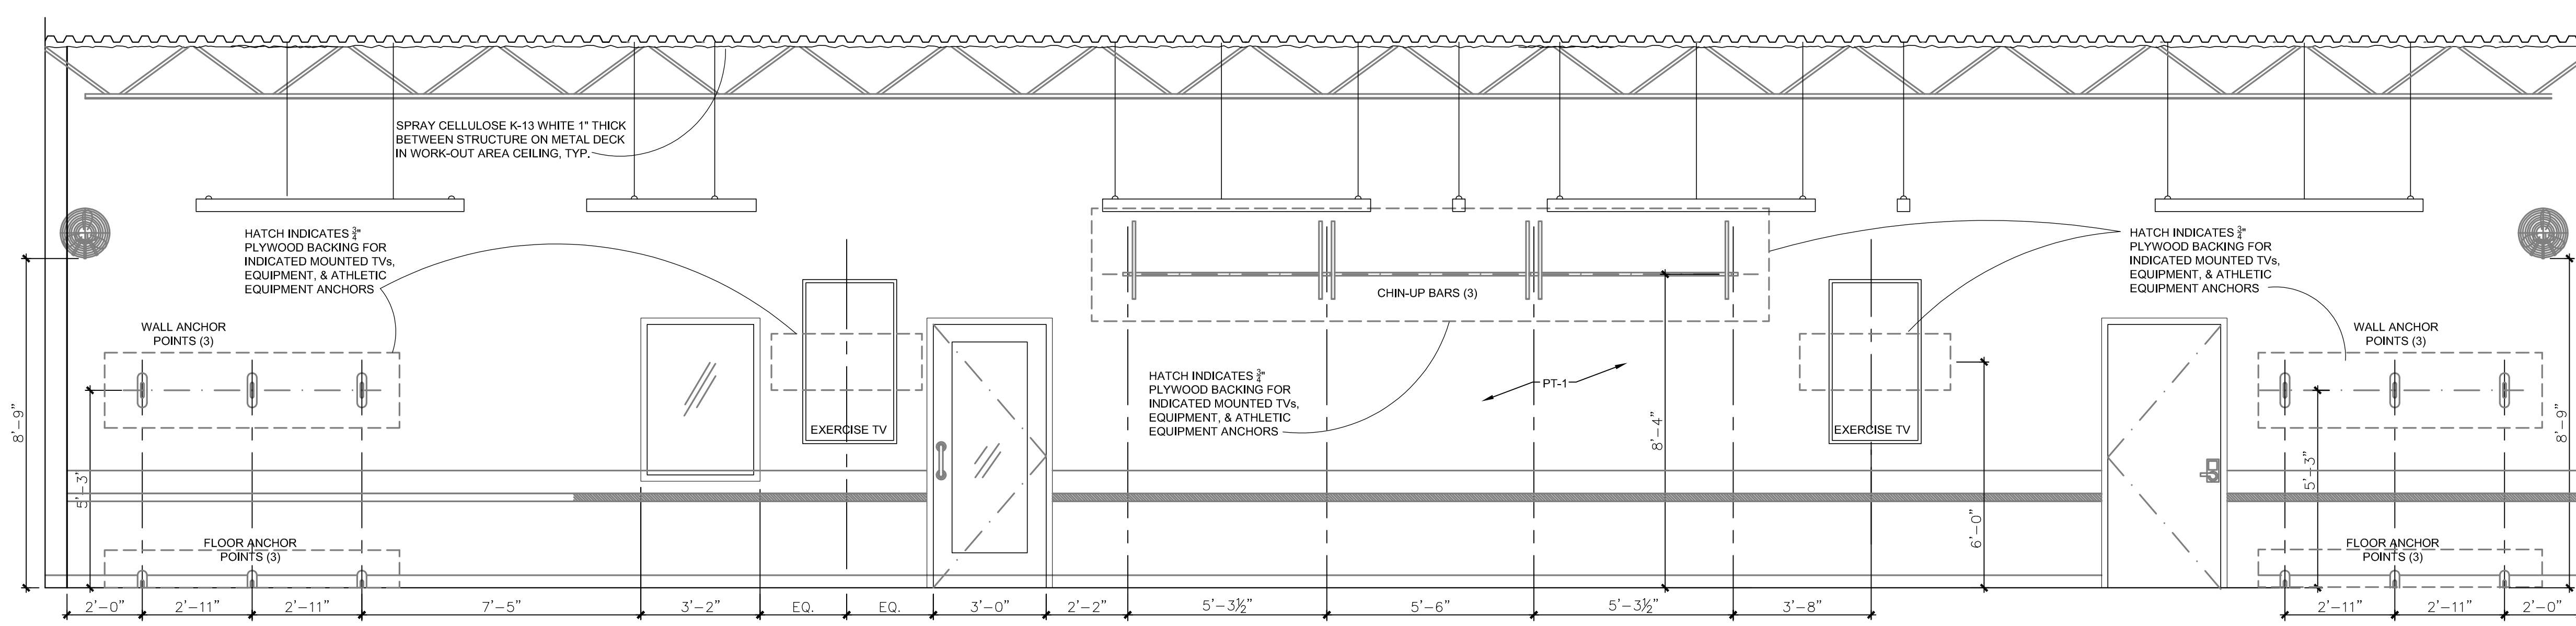 SPRAY CELLULOSE K-13 WHITE 1" THICK
BETWEEN STRUCTURE ON METAL DECK
IN WORK-OUT AREA CEILING, TYP.
HATCH INDICATES ¾"
PLYWOOD BACKING FOR
INDICATED MOUNTED TVs,
EQUIPMENT, & ATHLETIC
EQUIPMENT ANCHORS
WALL ANCHOR
POINTS (3)
8'-9"
5'-3'
FLOOR ANCHOR
POINTS (3)
EXERCISE TV
CHIN-UP BARS (3)
HATCH INDICATES ¾"
PLYWOOD BACKING FOR
INDICATED MOUNTED TVs,
EQUIPMENT, & ATHLETIC
EQUIPMENT ANCHORS
PT-1
8'-4"
EXERCISE TV
6'-0"
HATCH INDICATES ¾"
PLYWOOD BACKING FOR
INDICATED MOUNTED TVs,
EQUIPMENT, & ATHLETIC
EQUIPMENT ANCHORS
WALL ANCHOR
POINTS (3)
5'-3"
8'-9"
FLOOR ANCHOR
POINTS (3)
2'-0" 2'-11" 2'-11" 7'-5" 3'-2" EQ. EQ. 3'-0" 2'-2" 5'-3½" 5'-6" 5'-3½" 3'-8" 2'-11" 2'-11" 2'-0"